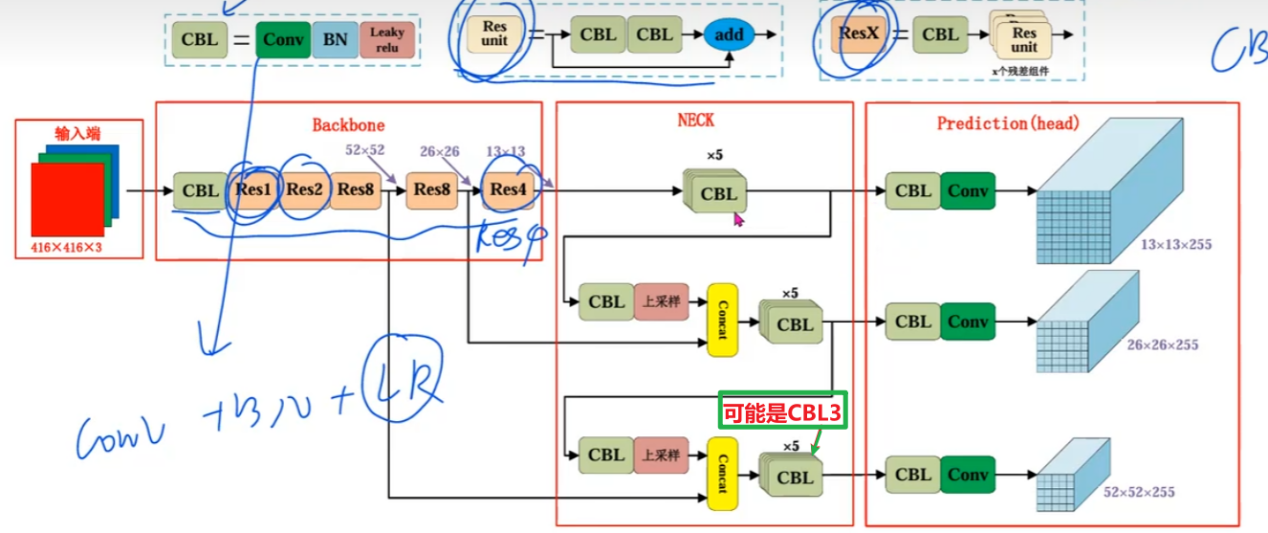 CBL = Conv BN Leaky relu
Res unit = CBL CBL add
ResX = CBL Res unit
x个残差组件
CB
输入端
416×416×3
Backbone
52×52
26×26
13×13
CBL Res1 Res2 Res8 Res8 Res4
Res4
NECK
×5
CBL
CBL 上采样 Concat
×5
CBL
可能是CBL3
CBL 上采样 Concat
×5
CBL
Prediction(head)
CBL Conv
13×13×255
CBL Conv
26×26×255
CBL Conv
52×52×255
Conv + BN + LR